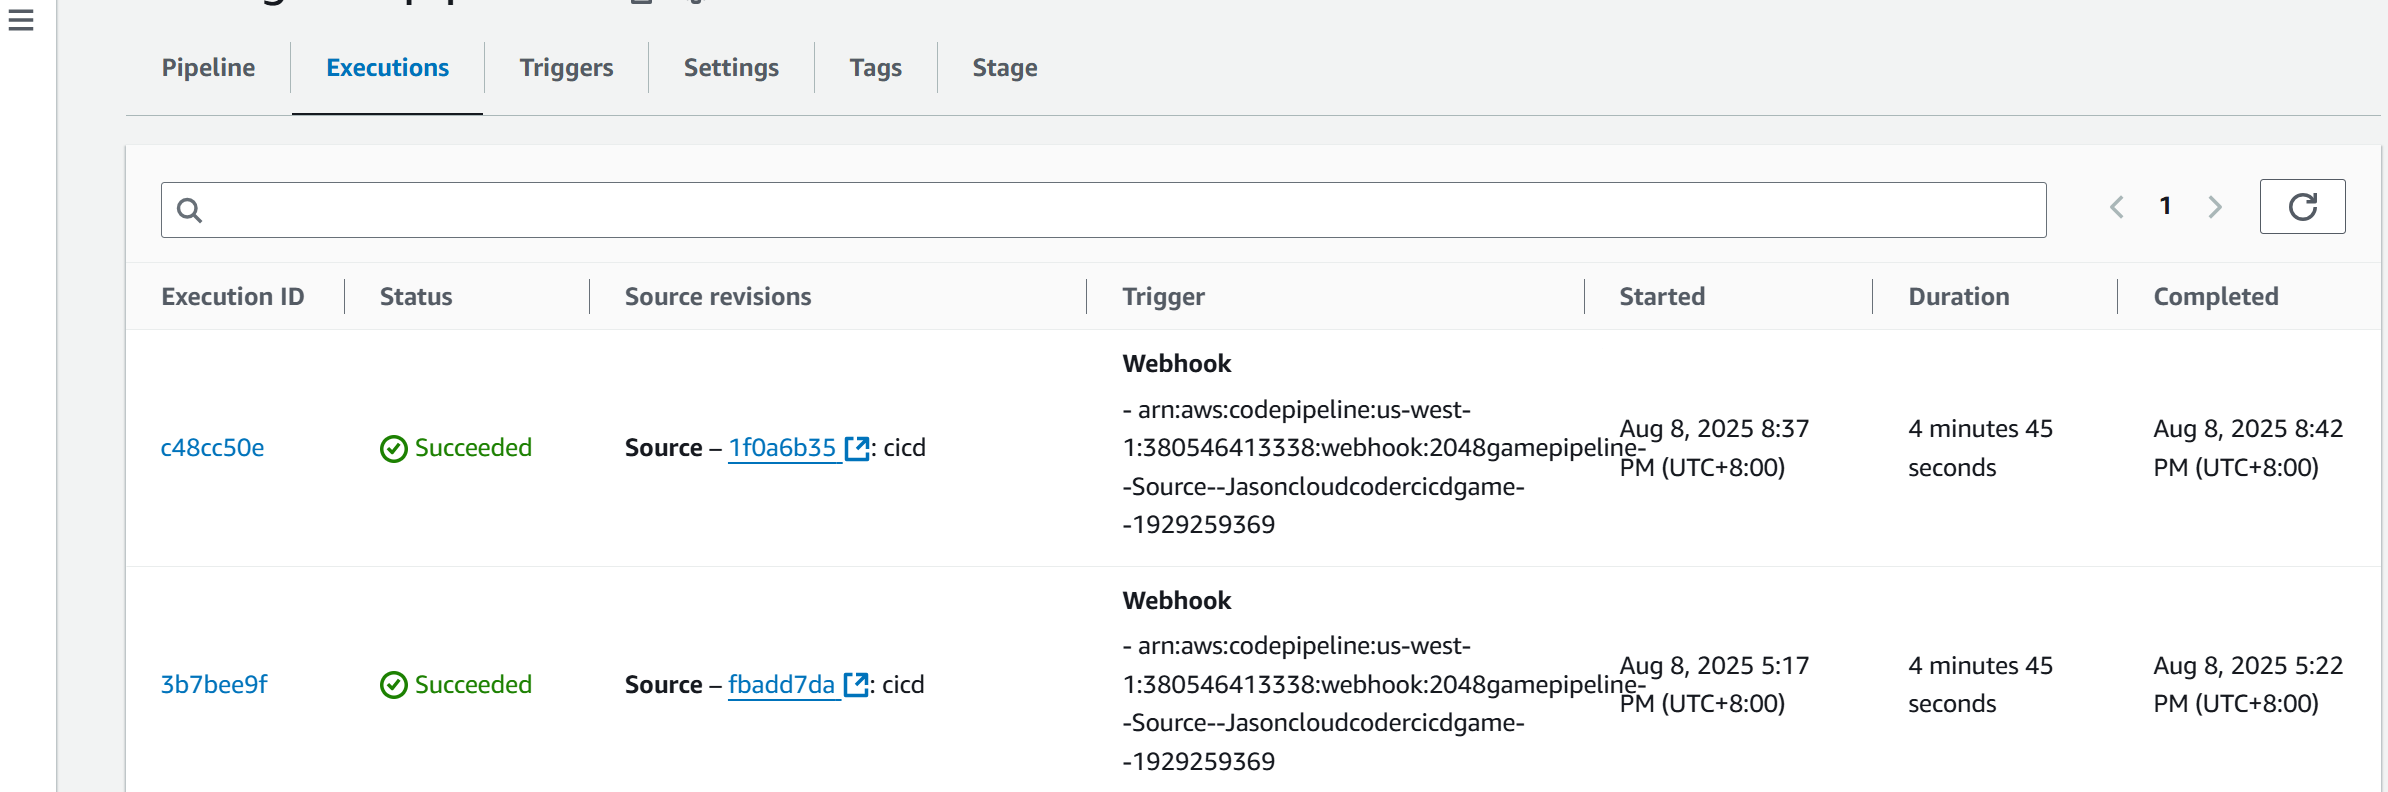 Pipeline
Executions
Triggers
Settings
Tags
Stage
1
Execution ID
Status
Source revisions
Trigger
Started
Duration
Completed
c48cc50e
Succeeded
Source – 1f0a6b35 : cicd
Webhook
- arn:aws:codepipeline:us-west-
1:380546413338:webhook:2048gamepipeline-
-Source--Jasoncloudcodercicdgame-
-1929259369
Aug 8, 2025 8:37
PM (UTC+8:00)
4 minutes 45
seconds
Aug 8, 2025 8:42
PM (UTC+8:00)
3b7bee9f
Succeeded
Source – fbadd7da : cicd
Webhook
- arn:aws:codepipeline:us-west-
1:380546413338:webhook:2048gamepipeline-
-Source--Jasoncloudcodercicdgame-
-1929259369
Aug 8, 2025 5:17
PM (UTC+8:00)
4 minutes 45
seconds
Aug 8, 2025 5:22
PM (UTC+8:00)